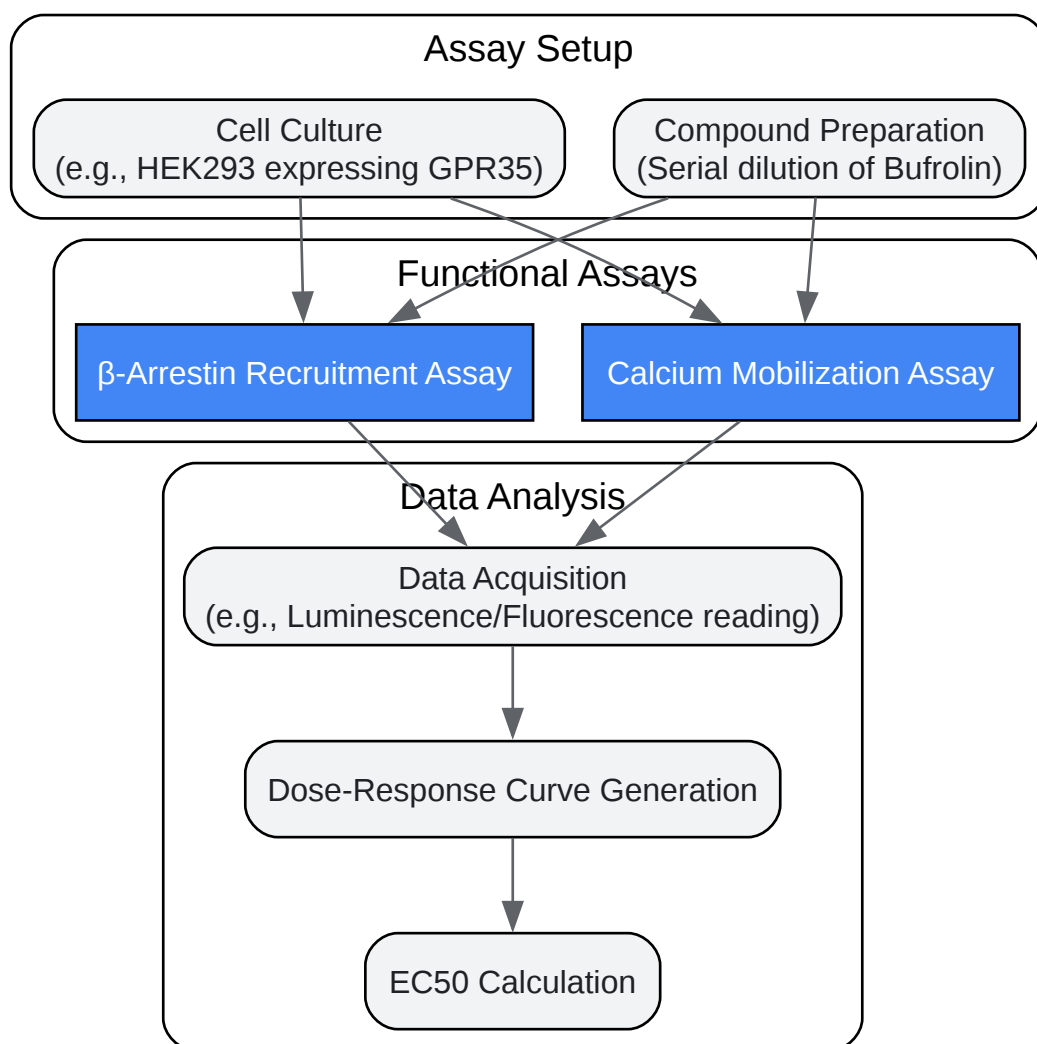 Assay Setup
Cell Culture
(e.g., HEK293 expressing GPR35)
Compound Preparation
(Serial dilution of Bufrolin)
Functional Assays
β-Arrestin Recruitment Assay
Calcium Mobilization Assay
Data Analysis
Data Acquisition
(e.g., Luminescence/Fluorescence reading)
Dose-Response Curve Generation
EC50 Calculation